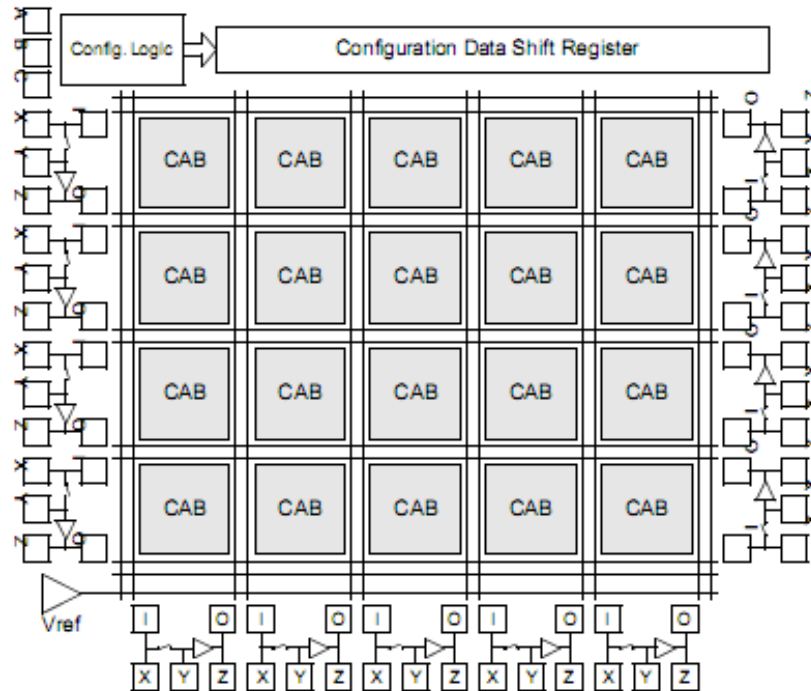 A
Config. Logic
Configuration Data Shift Register
B
C
X I O
CAB CAB CAB CAB CAB
Y
Z O I
X I O
CAB CAB CAB CAB CAB
Y
Z O I
X I O
CAB CAB CAB CAB CAB
Y
Z O I
X I O
CAB CAB CAB CAB CAB
Y
Z O I
Vref
I O I O I O I O I O
X Y Z X Y Z X Y Z X Y Z X Y Z